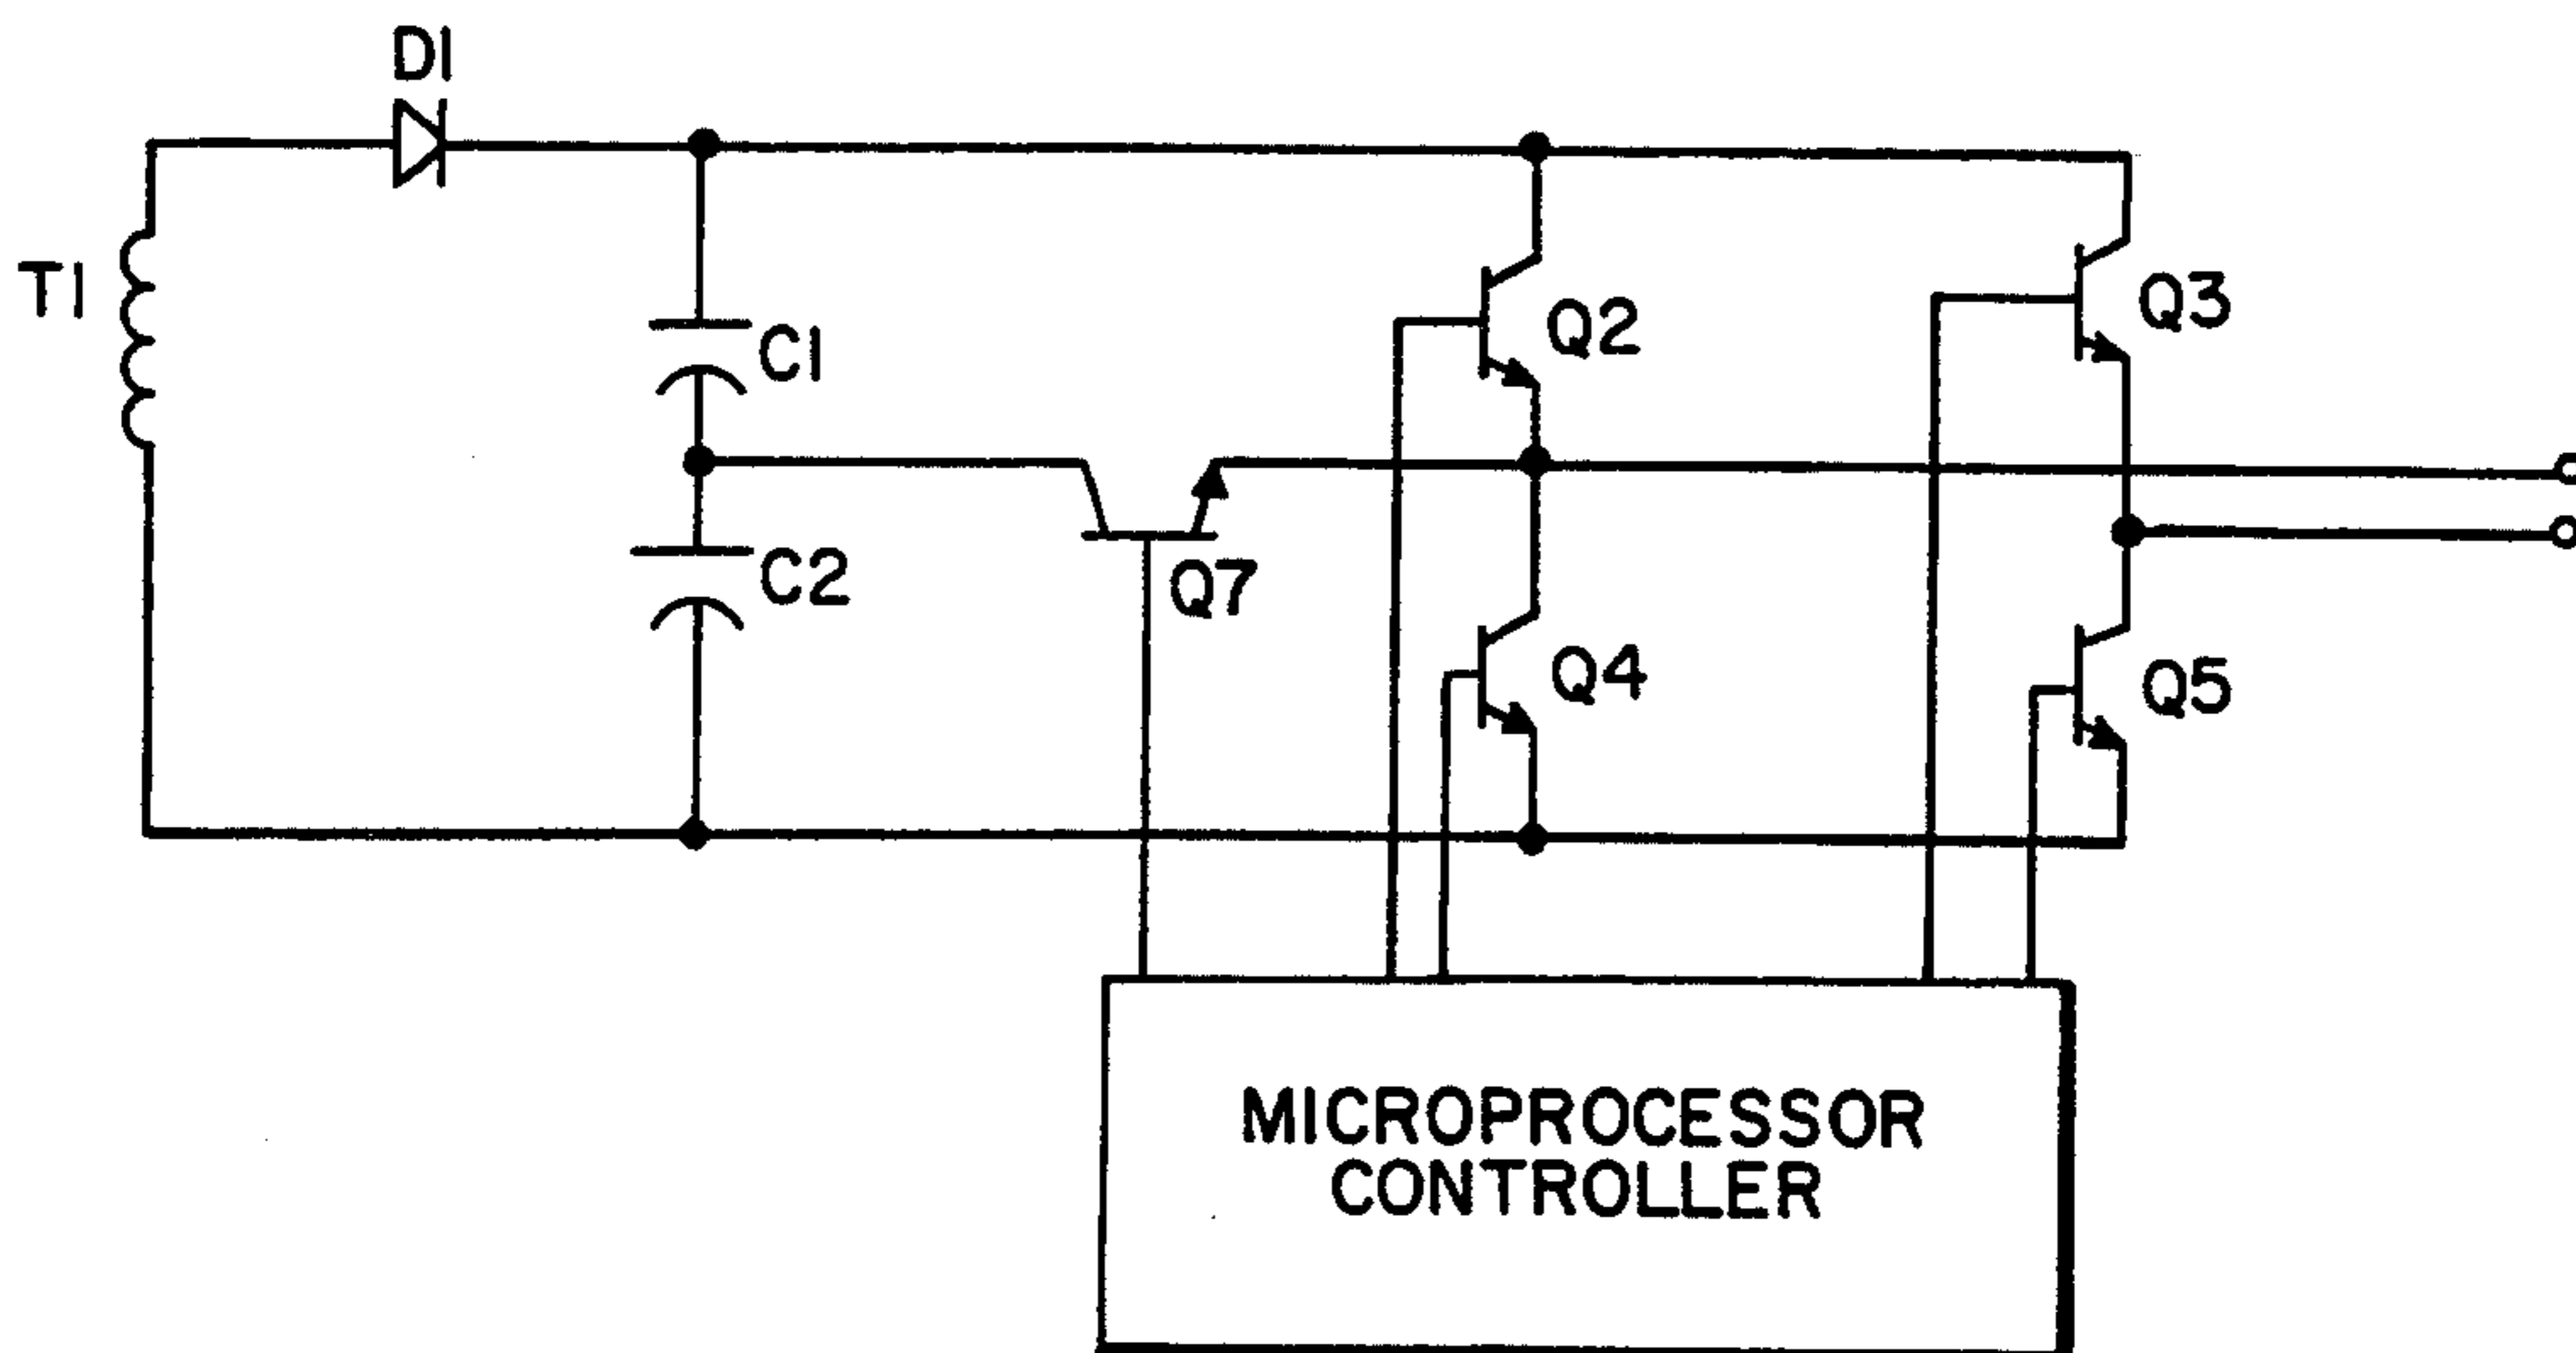 D1
T1
C1
Q2
Q3
C2
Q7
Q4
Q5
MICROPROCESSOR
CONTROLLER